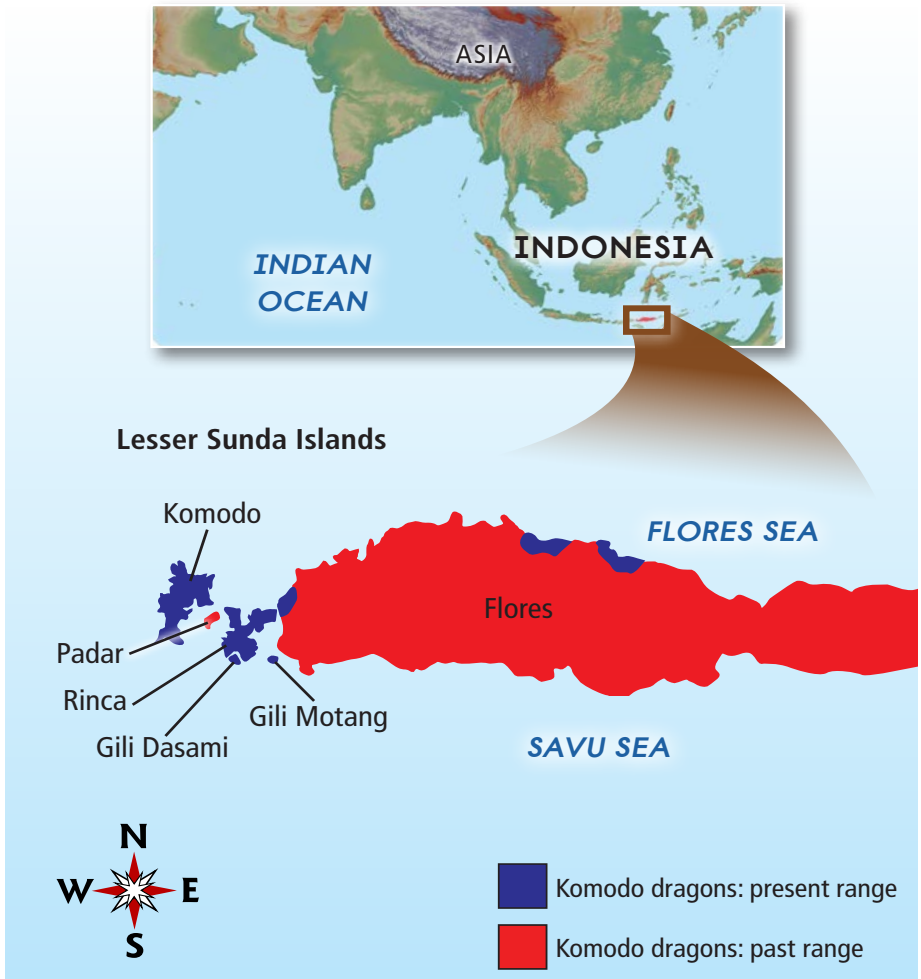 ASIA
INDONESIA
INDIAN
OCEAN
Lesser Sunda Islands
Komodo
FLORES SEA
Flores
Padar
Rinca
Gili Motang
Gili Dasami
SAVU SEA
N
W E
S
Komodo dragons: present range
Komodo dragons: past range